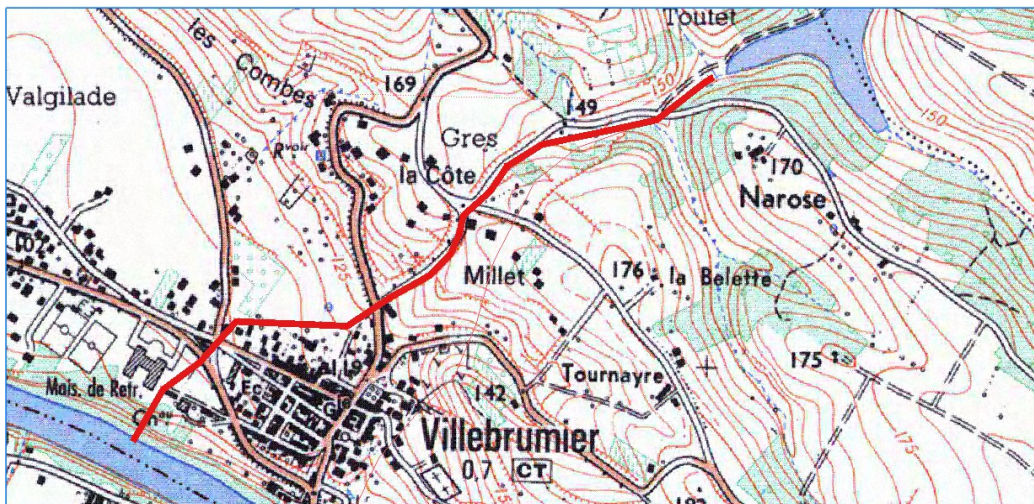 Toutet
les
Combes
Valgilade
169
149
150
150
Gres
Rvoir
la Côte
170
Narose
102
125
Millet
176
la Belette
175
Mais. de Retr.
Tournayre
142
Villebrumier
0.7 CT
175